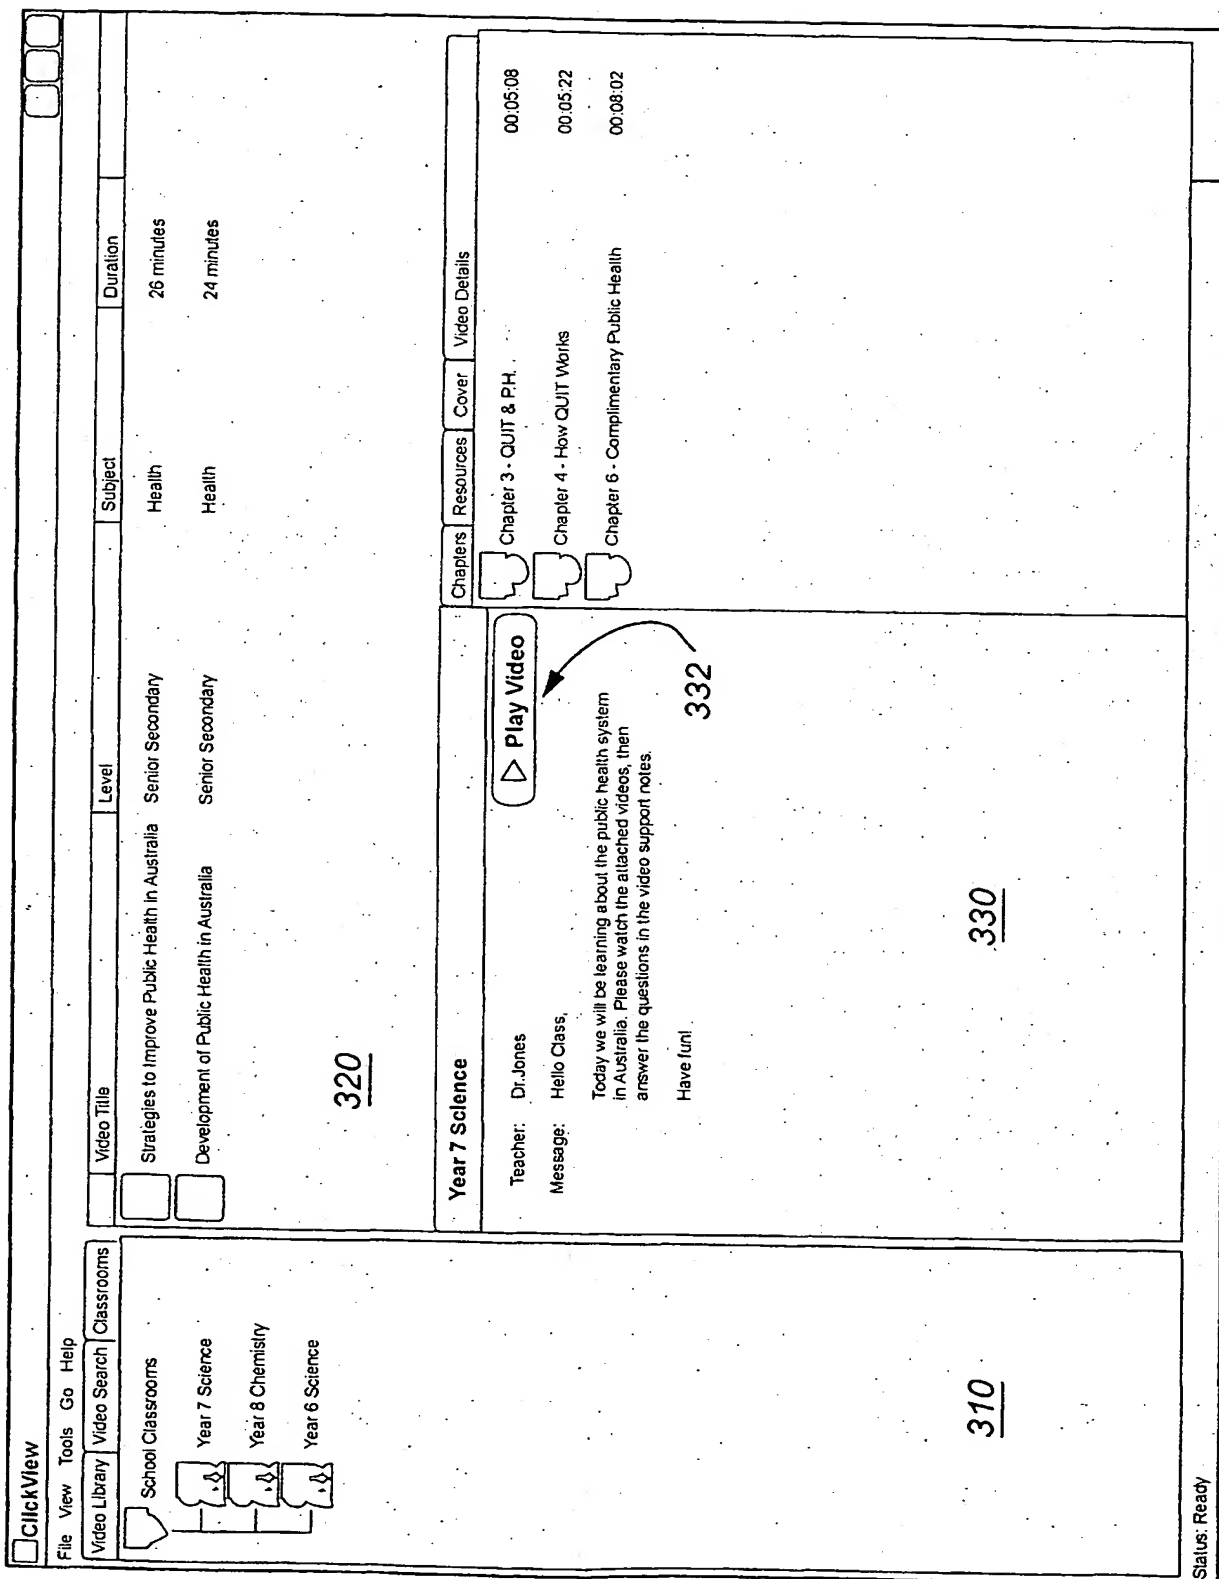 ClickView
File View Tools Go Help
Video Library Video Search Classrooms
School Classrooms
Year 7 Science
Year 8 Chemistry
Year 6 Science
310
Video Title Level Subject Duration
Strategies to Improve Public Health in Australia Senior Secondary Health 26 minutes
Development of Public Health in Australia Senior Secondary Health 24 minutes
320
Year 7 Science
Play Video
332
Teacher: Dr.Jones
Message: Hello Class,
Today we will be learning about the public health system
in Australia. Please watch the attached videos, then
answer the questions in the video support notes.
Have fun!
330
Chapters Resources Cover Video Details
Chapter 3 - QUIT & P.H. 00:05:08
Chapter 4 - How QUIT Works 00:05:22
Chapter 6 - Complimentary Public Health 00:08:02
Status: Ready